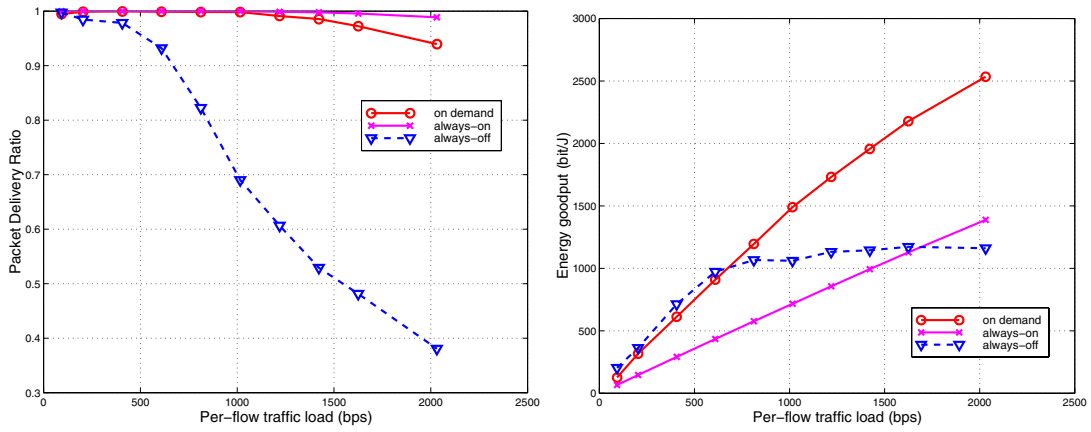 1
0.9
0.8
0.7
0.6
0.5
0.4
0.3
Packet Delivery Ratio
on demand
always-on
always-off
0
500
1000
1500
2000
2500
Per-flow traffic load (bps)
3000
2500
2000
1500
1000
500
0
Energy goodput (bit/J)
on demand
always-on
always-off
0
500
1000
1500
2000
2500
Per-flow traffic load (bps)